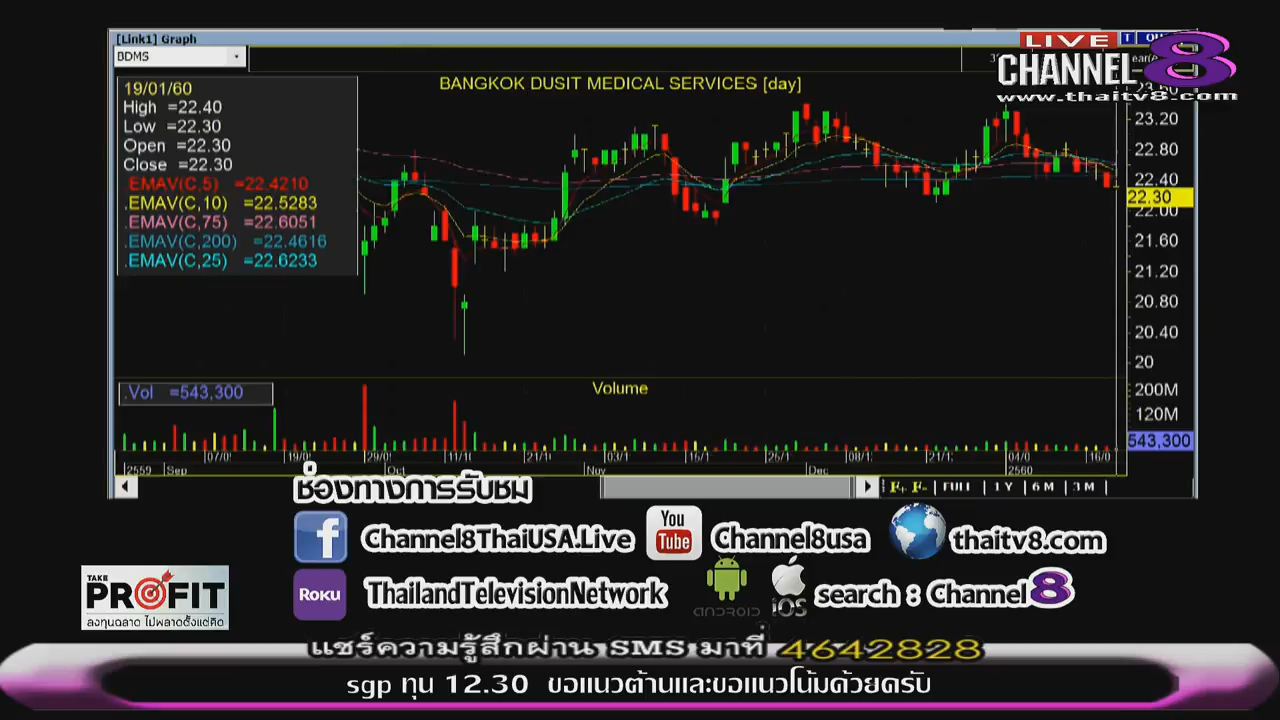 [Link1] Graph
BDMS
LIVE
CHANNEL 8
www.thaitv8.com
BANGKOK DUSIT MEDICAL SERVICES [day]
19/01/60
High =22.40
Low =22.30
Open =22.30
Close =22.30
.EMAV(C,5) =22.4210
.EMAV(C,10) =22.5283
.EMAV(C,75) =22.6051
.EMAV(C,200) =22.4616
.EMAV(C,25) =22.6233
23.20
22.80
22.40
22.30
22.00
21.60
21.20
20.80
20.40
20
.Vol =543,300
Volume
200M
120M
543,300
2559 Sep Oct Nov Dec 2560
F+ F- FULL 1 Y 6 M 3 M
ช่องทางการรับชม
Channel8ThaiUSA.Live
You Tube
Channel8usa
thaitv8.com
ROKU
ThailandTelevisionNetwork
ANDROID
iOS
search : Channel 8
TAKE PROFIT
ลงทุนฉลาด ไม่พลาดตั้งแต่คิด
แชร์ความรู้สึกผ่าน SMS มาที่ 4642828
sgp ทุน 12.30 ขอแนวต้านและขอแนวโน้มด้วยครับ